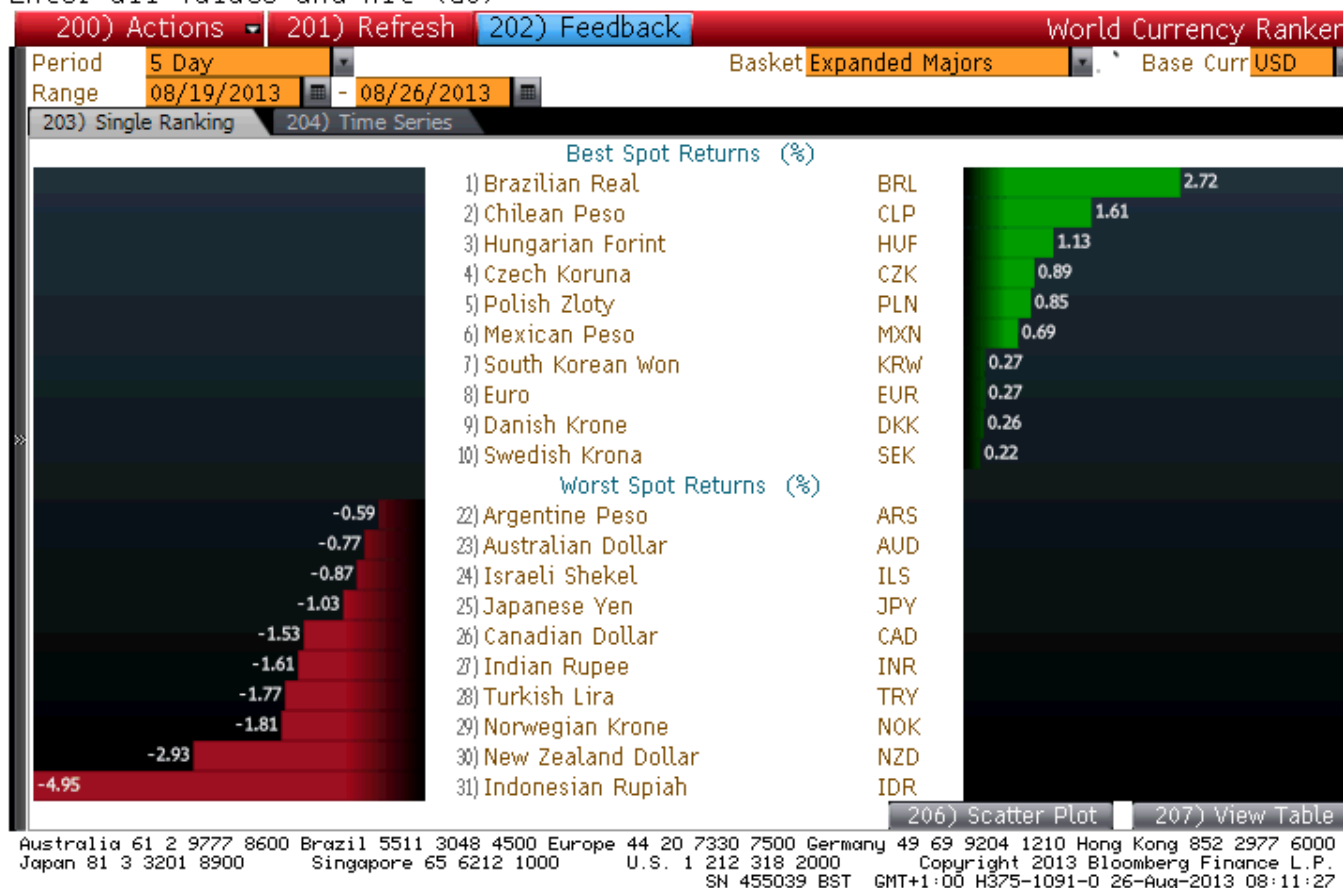 Enter all values and hit <GO>
200) Actions 201) Refresh 202) Feedback World Currency Ranker
Period 5 Day Basket Expanded Majors Base Curr USD
Range 08/19/2013 - 08/26/2013
203) Single Ranking 204) Time Series
Best Spot Returns (%)
1) Brazilian Real BRL 2.72
2) Chilean Peso CLP 1.61
3) Hungarian Forint HUF 1.13
4) Czech Koruna CZK 0.89
5) Polish Zloty PLN 0.85
6) Mexican Peso MXN 0.69
7) South Korean Won KRW 0.27
8) Euro EUR 0.27
9) Danish Krone DKK 0.26
10) Swedish Krona SEK 0.22
Worst Spot Returns (%)
-0.59 22) Argentine Peso ARS
-0.77 23) Australian Dollar AUD
-0.87 24) Israeli Shekel ILS
-1.03 25) Japanese Yen JPY
-1.53 26) Canadian Dollar CAD
-1.61 27) Indian Rupee INR
-1.77 28) Turkish Lira TRY
-1.81 29) Norwegian Krone NOK
-2.93 30) New Zealand Dollar NZD
-4.95 31) Indonesian Rupiah IDR
206) Scatter Plot 207) View Table
Australia 61 2 9777 8600 Brazil 5511 3048 4500 Europe 44 20 7330 7500 Germany 49 69 9204 1210 Hong Kong 852 2977 6000
Japan 81 3 3201 8900 Singapore 65 6212 1000 U.S. 1 212 318 2000 Copyright 2013 Bloomberg Finance L.P.
SN 455039 BST GMT+1:00 H375-1091-0 26-Aug-2013 08:11:27